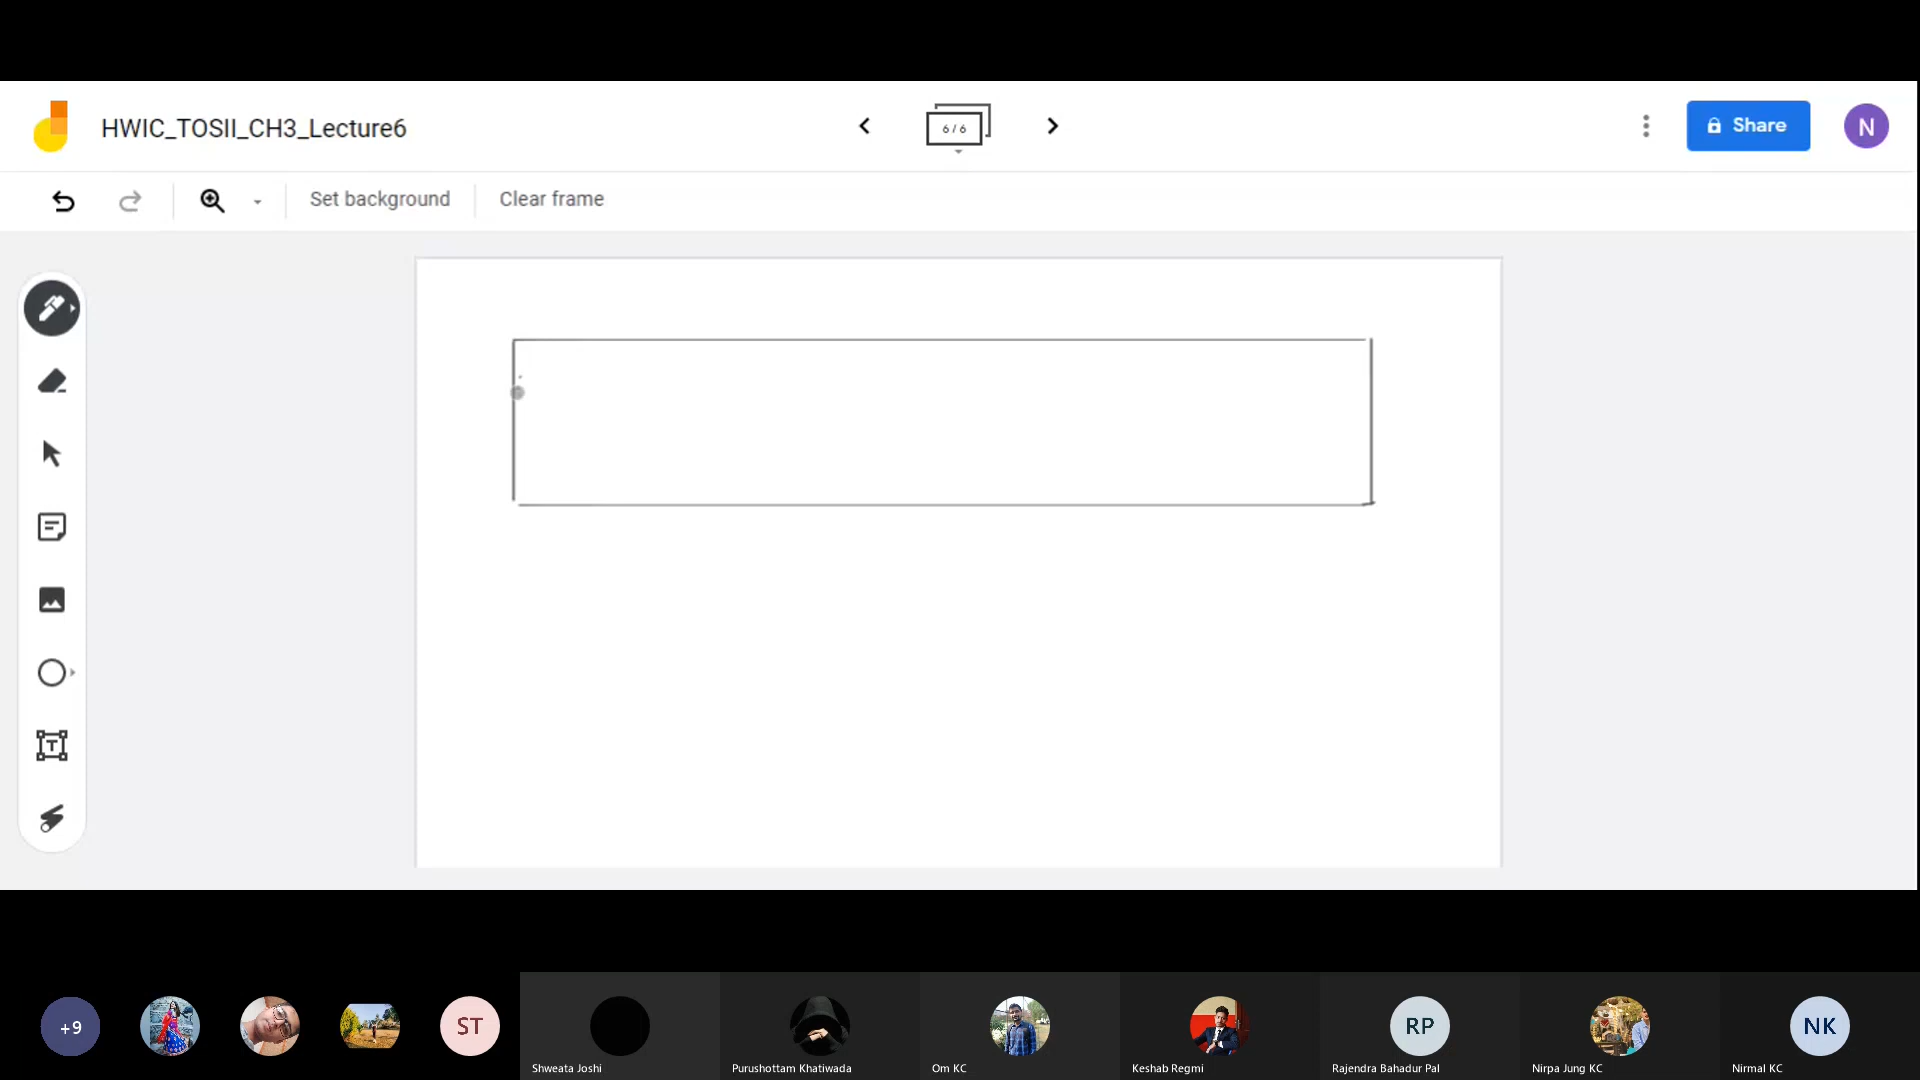 HWIC_TOSII_CH3_Lecture6
6/6
Share
N
Set background
Clear frame
T
+9
ST
RP
NK
Shweata Joshi
Purushottam Khatiwada
Om KC
Keshab Regmi
Rajendra Bahadur Pal
Nirpa Jung KC
Nirmal KC